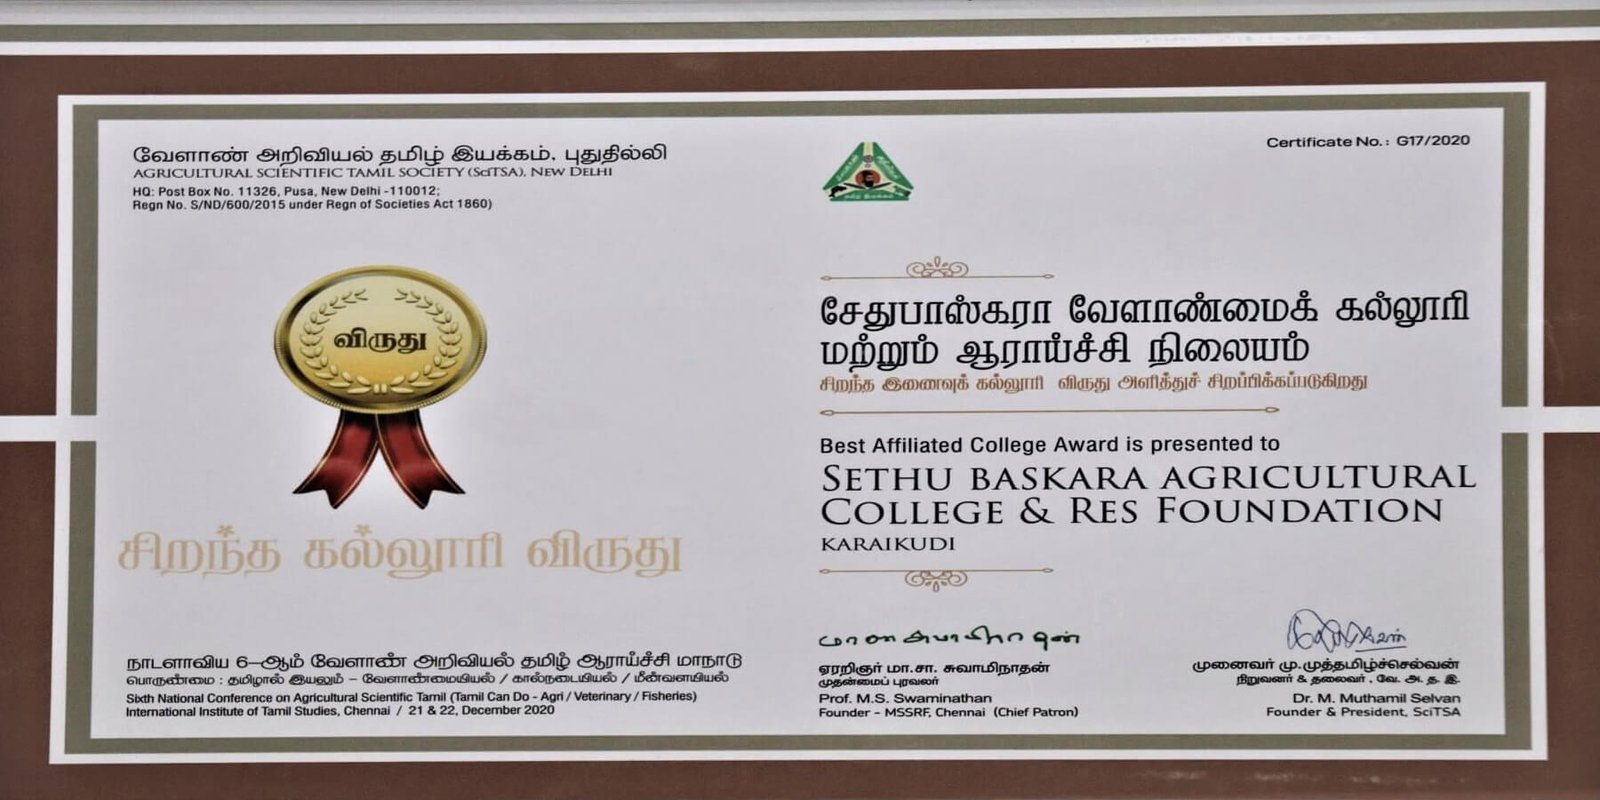 வேளாண் அறிவியல் தமிழ் இயக்கம், புதுதில்லி
AGRICULTURAL SCIENTIFIC TAMIL SOCIETY (SciTSA), NEW DELHI
HQ: Post Box No. 11326, Pusa, New Delhi -110012;
Regn No. S/ND/600/2015 under Regn of Societies Act 1860)
விருது
சிறந்த கல்லூரி விருது
நாடளாவிய 6–ஆம் வேளாண் அறிவியல் தமிழ் ஆராய்ச்சி மாநாடு
பொருண்மை : தமிழால் இயலும் – வேளாண்மையியல் / கால்நடையியல் / மீன்வளயியல்
Sixth National Conference on Agricultural Scientific Tamil (Tamil Can Do - Agri / Veterinary / Fisheries)
International Institute of Tamil Studies, Chennai / 21 & 22, December 2020
Certificate No. : G17/2020
சேதுபாஸ்கரா வேளாண்மைக் கல்லூரி
மற்றும் ஆராய்ச்சி நிலையம்
சிறந்த இணைவுக் கல்லூரி விருது அளித்துச் சிறப்பிக்கப்படுகிறது
Best Affiliated College Award is presented to
SETHU BASKARA AGRICULTURAL
COLLEGE & RES FOUNDATION
KARAIKUDI
ஏரறிஞர் மா.சா. சுவாமிநாதன்
முதன்மைப் புரவலர்
Prof. M.S. Swaminathan
Founder - MSSRF, Chennai (Chief Patron)
முனைவர் மு.முத்தமிழ்ச்செல்வன்
நிறுவனர் & தலைவர் , வே. அ. த. இ.
Dr. M. Muthamil Selvan
Founder & President, SciTSA